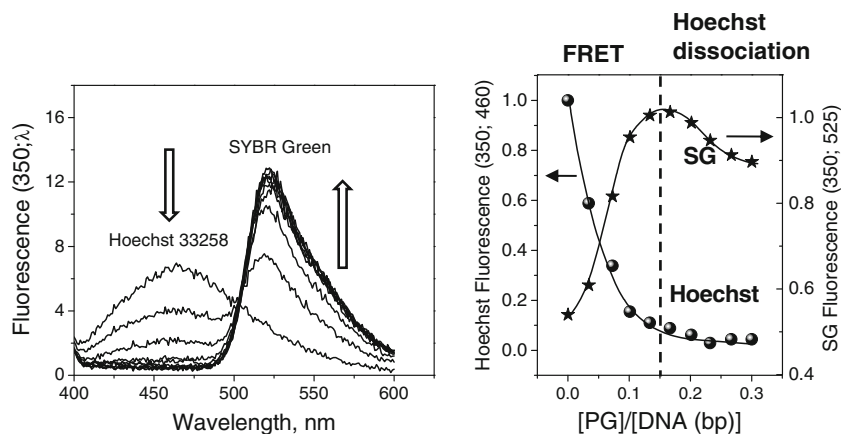 Fluorescence (350;λ)
16
12
8
4
0
SYBR Green
Hoechst 33258
400
450
500
550
600
Wavelength, nm
FRET
Hoechst
dissociation
Hoechst Fluorescence (350; 460)
1.0
0.8
0.6
0.4
0.2
0.0
SG
Hoechst
1.0
0.8
0.6
0.4
SG Fluorescence (350; 525)
0.0
0.1
0.2
0.3
[PG]/[DNA (bp)]